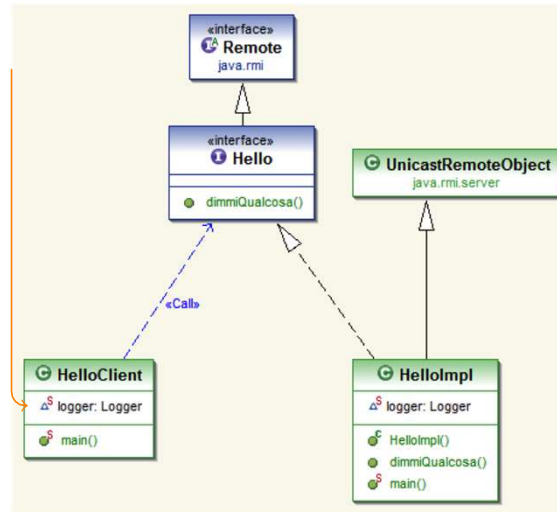 «interface»
Remote
java.rmi
«interface»
Hello
dimmiQualcosa()
UnicastRemoteObject
java.rmi.server
«Call»
HelloClient
logger: Logger
main()
HelloImpl
logger: Logger
HelloImpl()
dimmiQualcosa()
main()